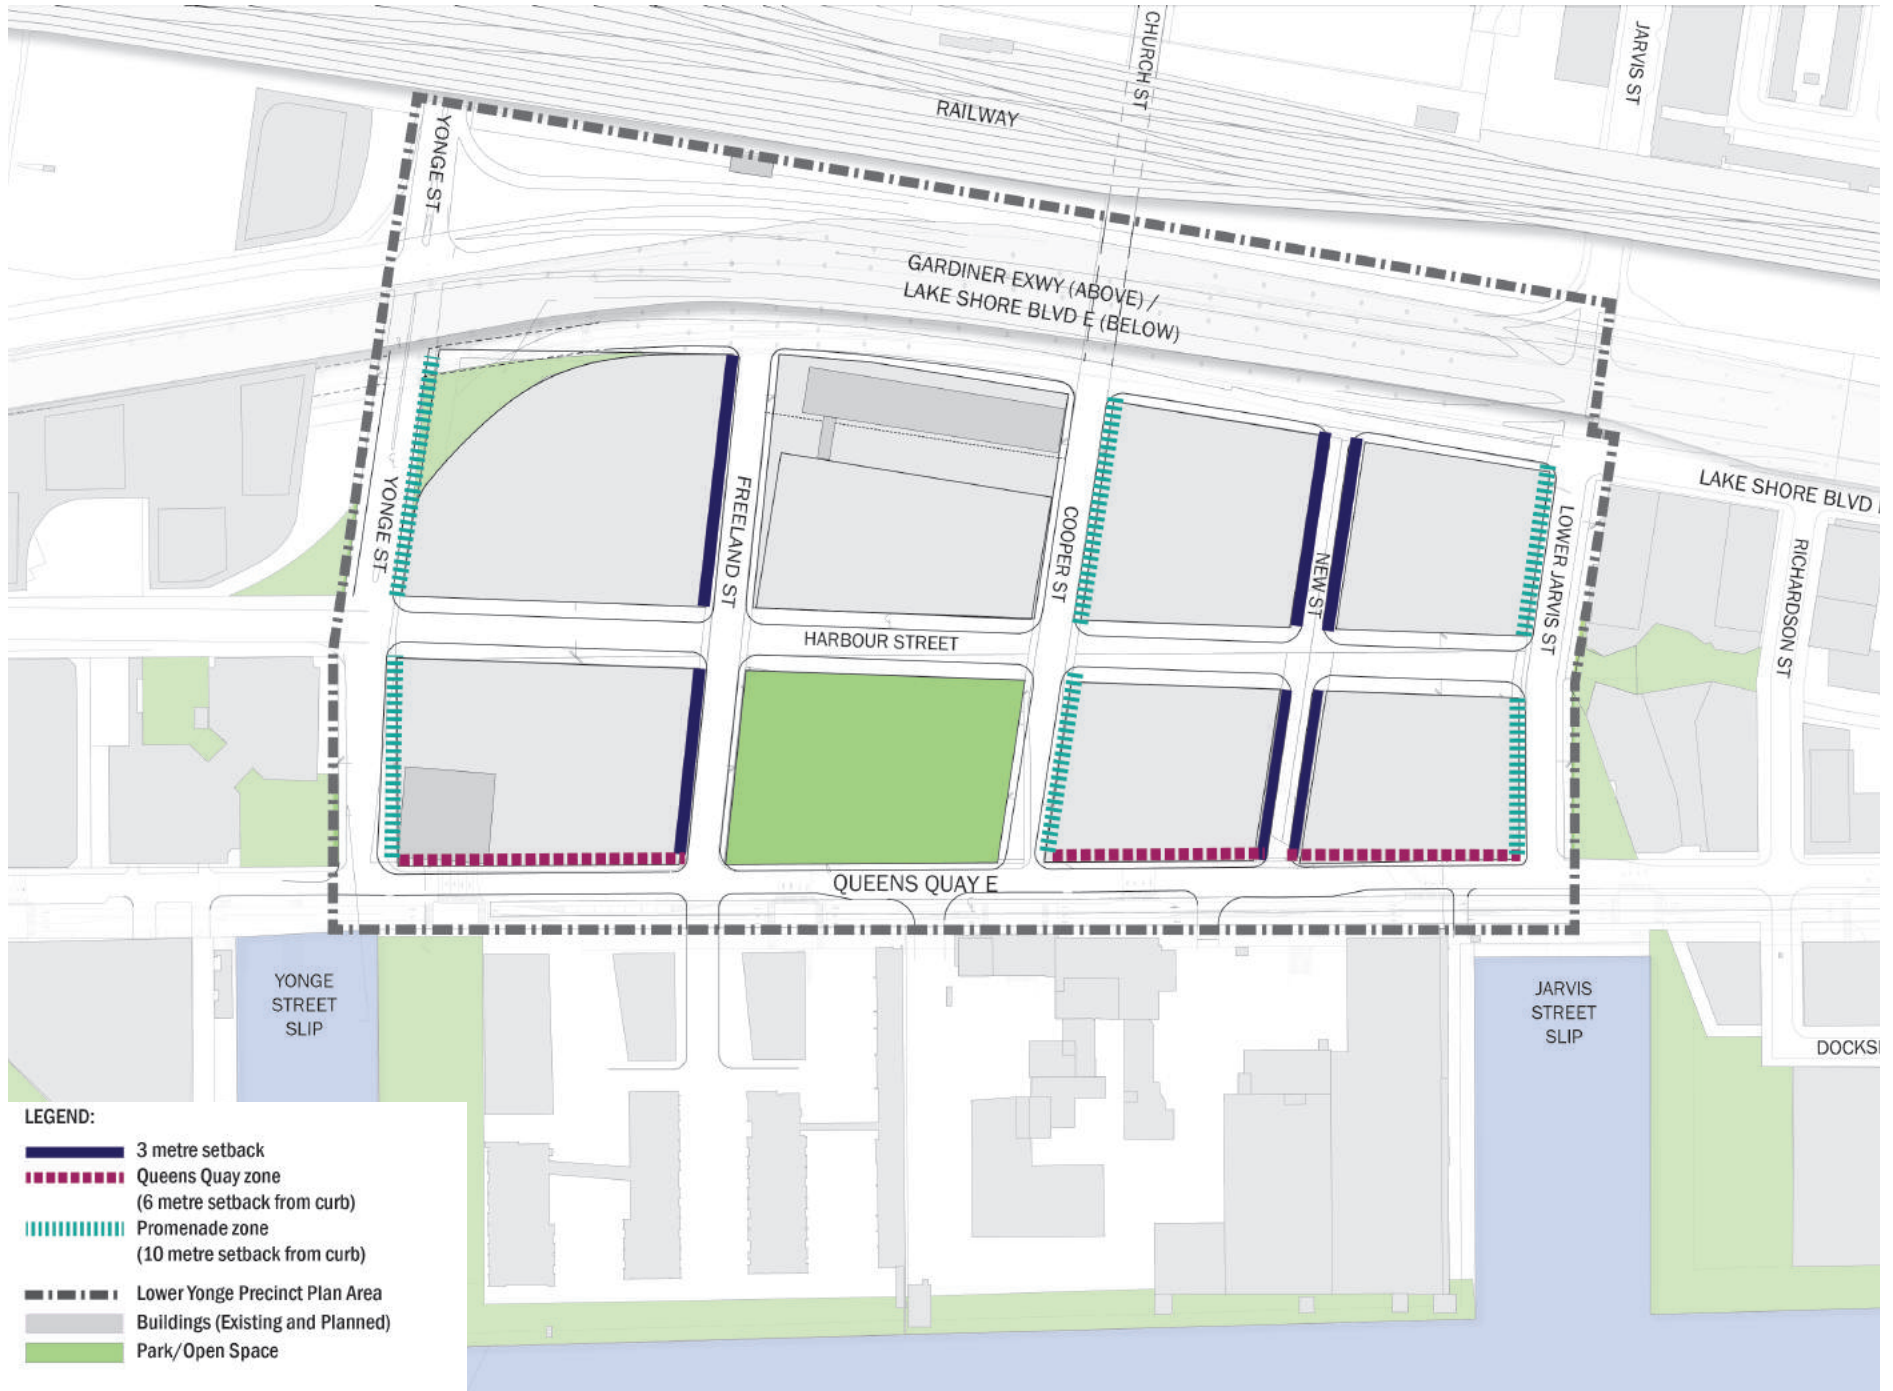 CHURCH ST
JARVIS ST
RAILWAY
YONGE ST
GARDINER EXWY (ABOVE) /
LAKE SHORE BLVD E (BELOW)
LAKE SHORE BLVD
YONGE ST
FREELAND ST
COOPER ST
NEW ST
LOWER JARVIS ST
RICHARDSON ST
HARBOUR STREET
QUEENS QUAY E
YONGE
STREET
SLIP
JARVIS
STREET
SLIP
DOCKSI
LEGEND:
3 metre setback
Queens Quay zone
(6 metre setback from curb)
Promenade zone
(10 metre setback from curb)
Lower Yonge Precinct Plan Area
Buildings (Existing and Planned)
Park/Open Space